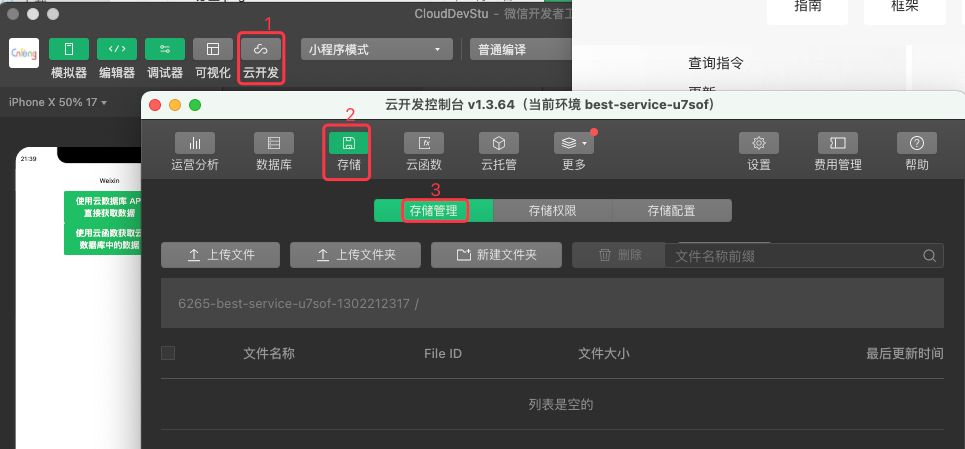 CloudDevStu - 微信开发者工
1
指南
框架
Cnlong
模拟器
编辑器
调试器
可视化
云开发
小程序模式
普通编译
查询指令
更新
iPhone X 50% 17
云开发控制台 v1.3.64（当前环境 best-service-u7sof）
2
运营分析
数据库
存储
云函数
云托管
更多
设置
费用管理
帮助
21:39
Weixin
使用云数据库 AP
直接获取数据
使用云函数获取云
数据库中的数据
3
存储管理
存储权限
存储配置
上传文件
上传文件夹
新建文件夹
删除
文件名称前缀
6265-best-service-u7sof-1302212317 /
文件名称
File ID
文件大小
最后更新时间
列表是空的